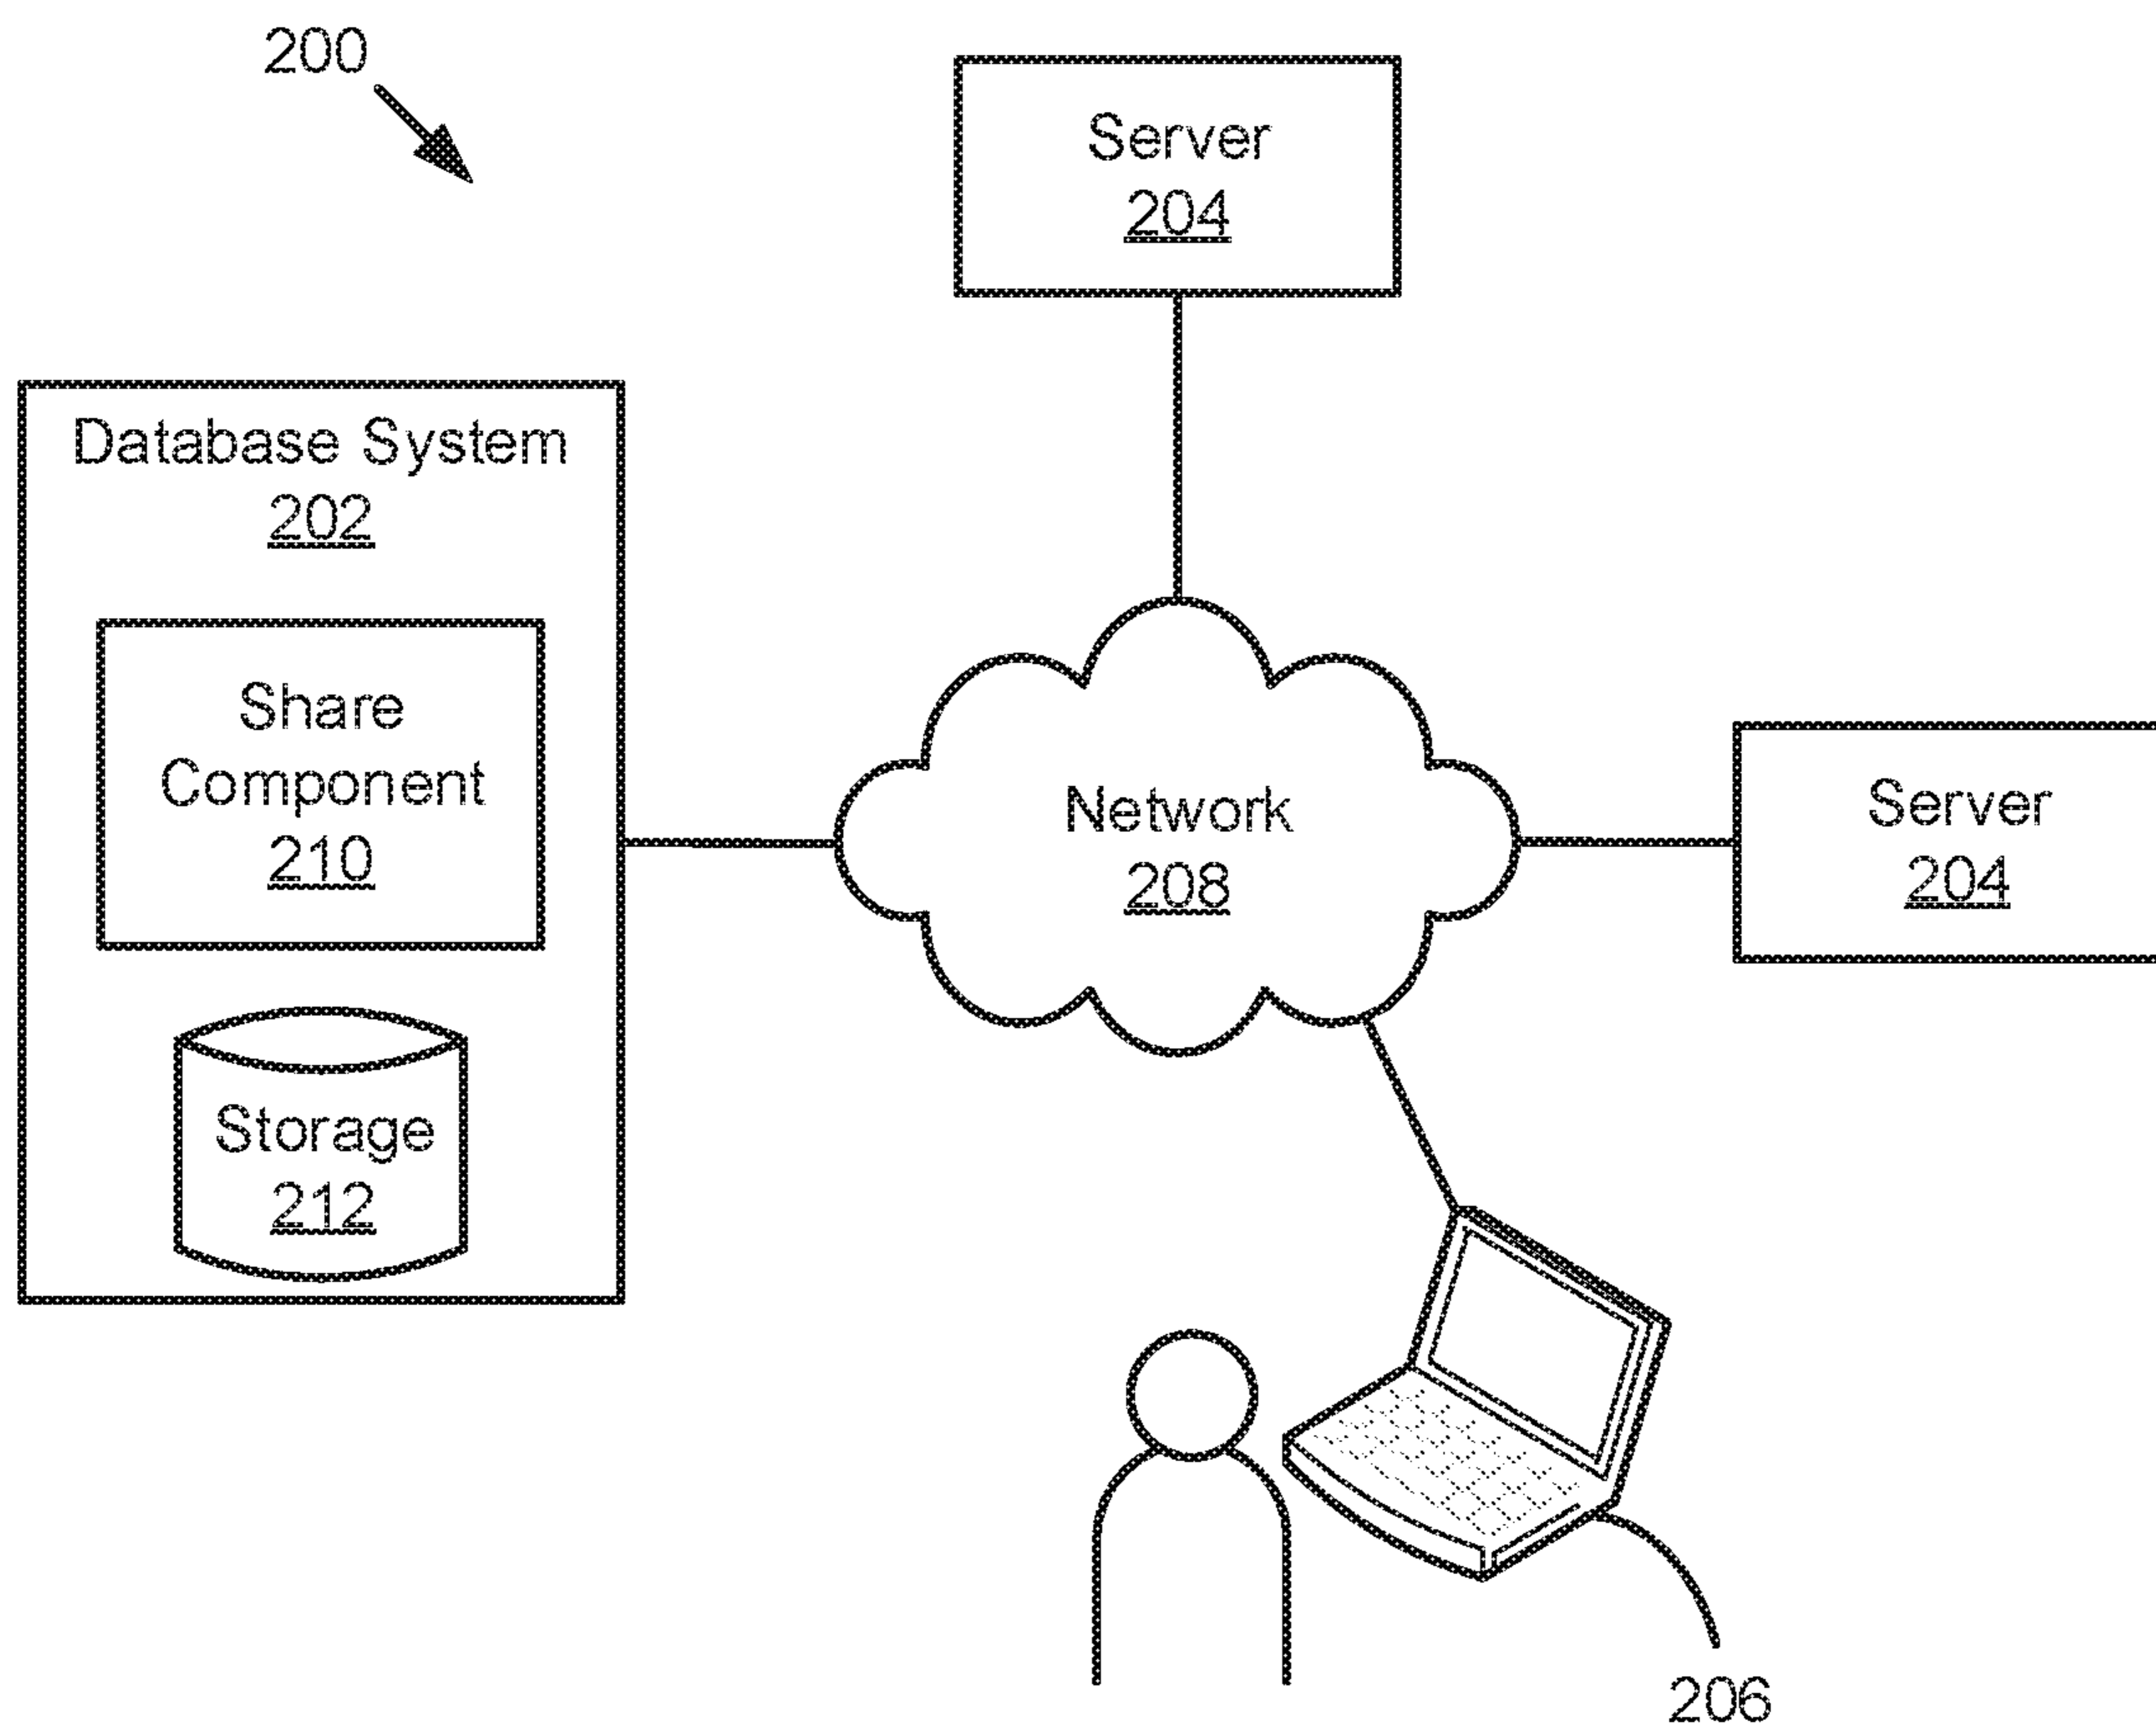 200
Server
204
Database System
202
Share
Component
210
Storage
212
Network
208
Server
204
206